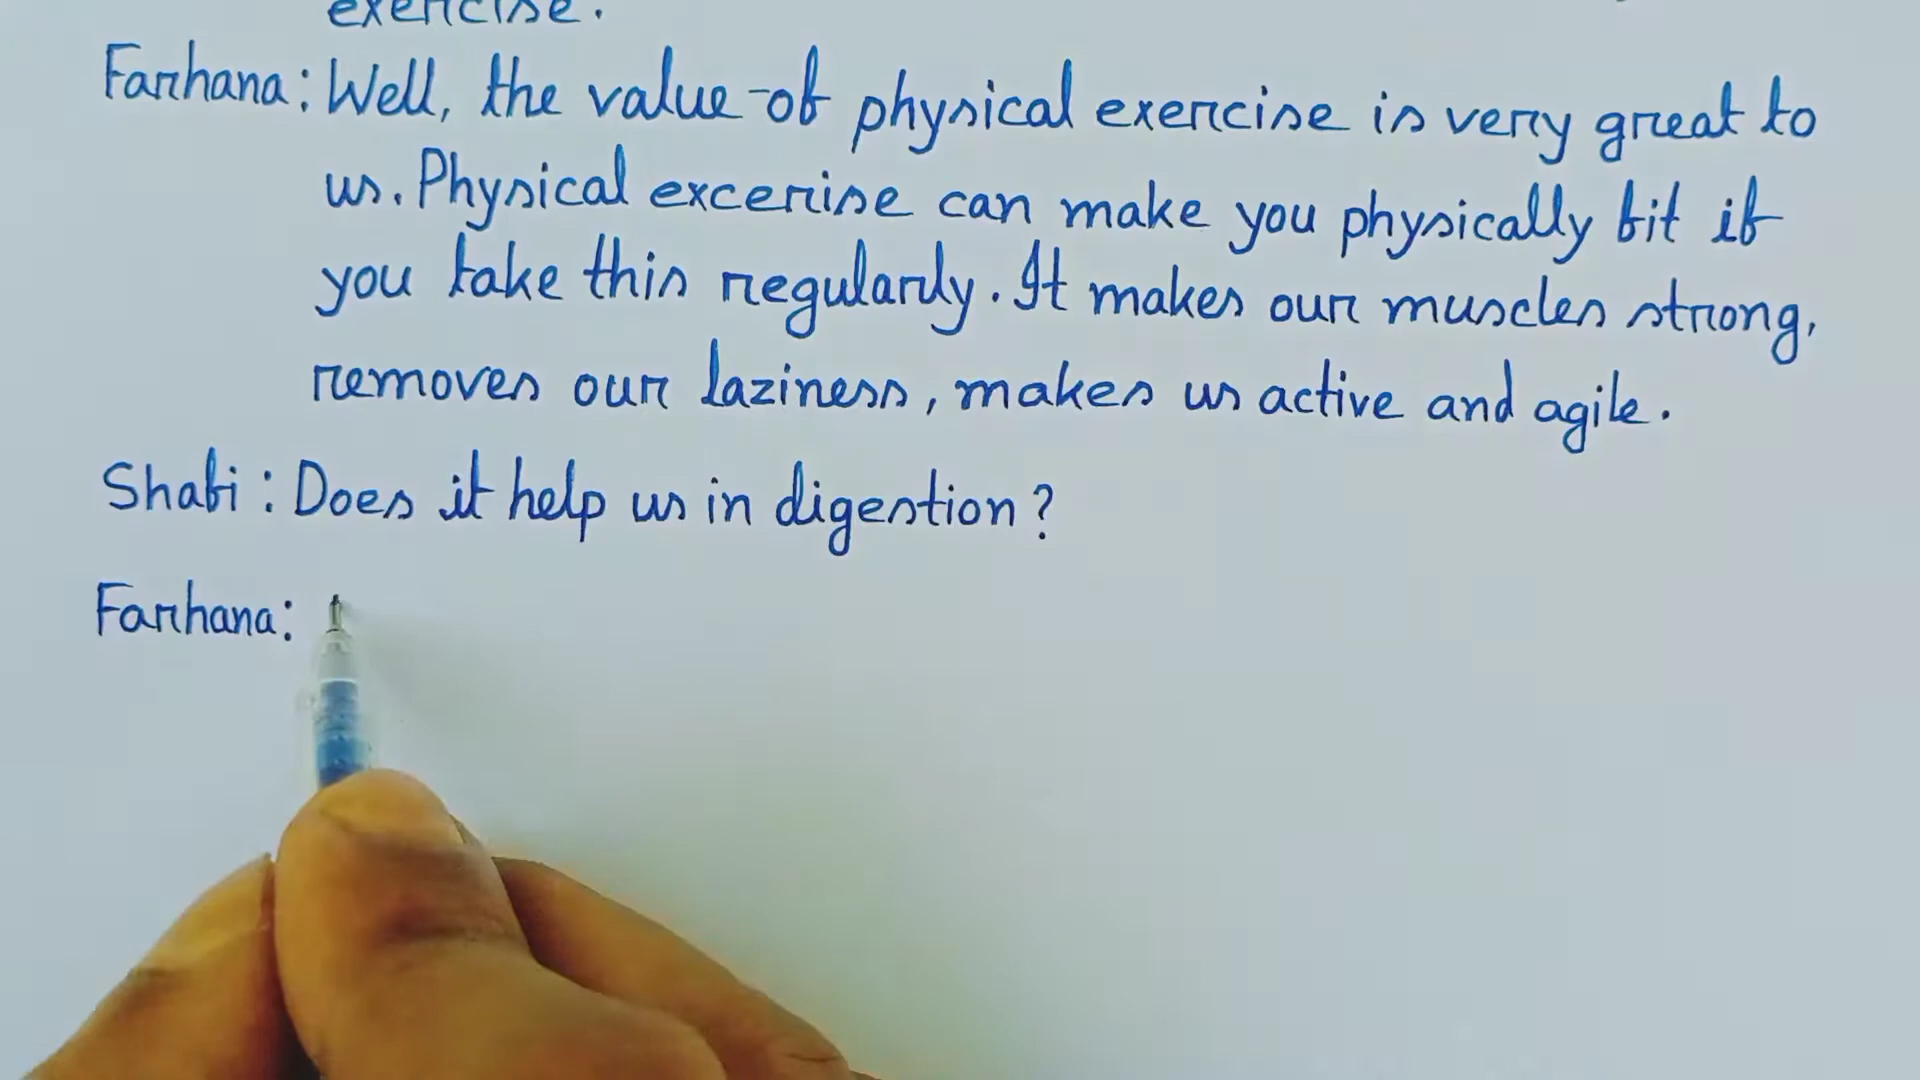 exercise.
Farhana: Well, the value of physical exercise is very great to
us. Physical excerise can make you physically fit if
you take this regularly. It makes our muscles strong,
removes our laziness, makes us active and agile.
Shafi: Does it help us in digestion?
Farhana: